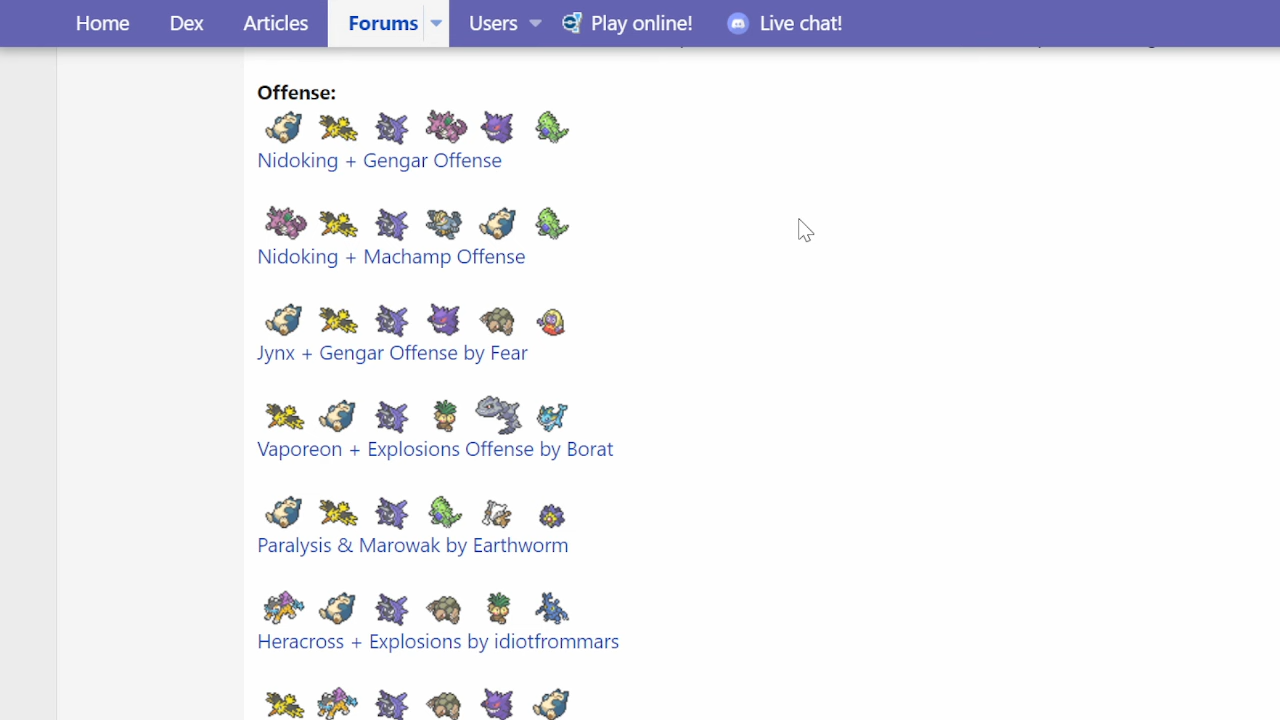 Home Dex Articles Forums Users Play online! Live chat!
Offense:
Nidoking + Gengar Offense
Nidoking + Machamp Offense
Jynx + Gengar Offense by Fear
Vaporeon + Explosions Offense by Borat
Paralysis & Marowak by Earthworm
Heracross + Explosions by idiotfrommars